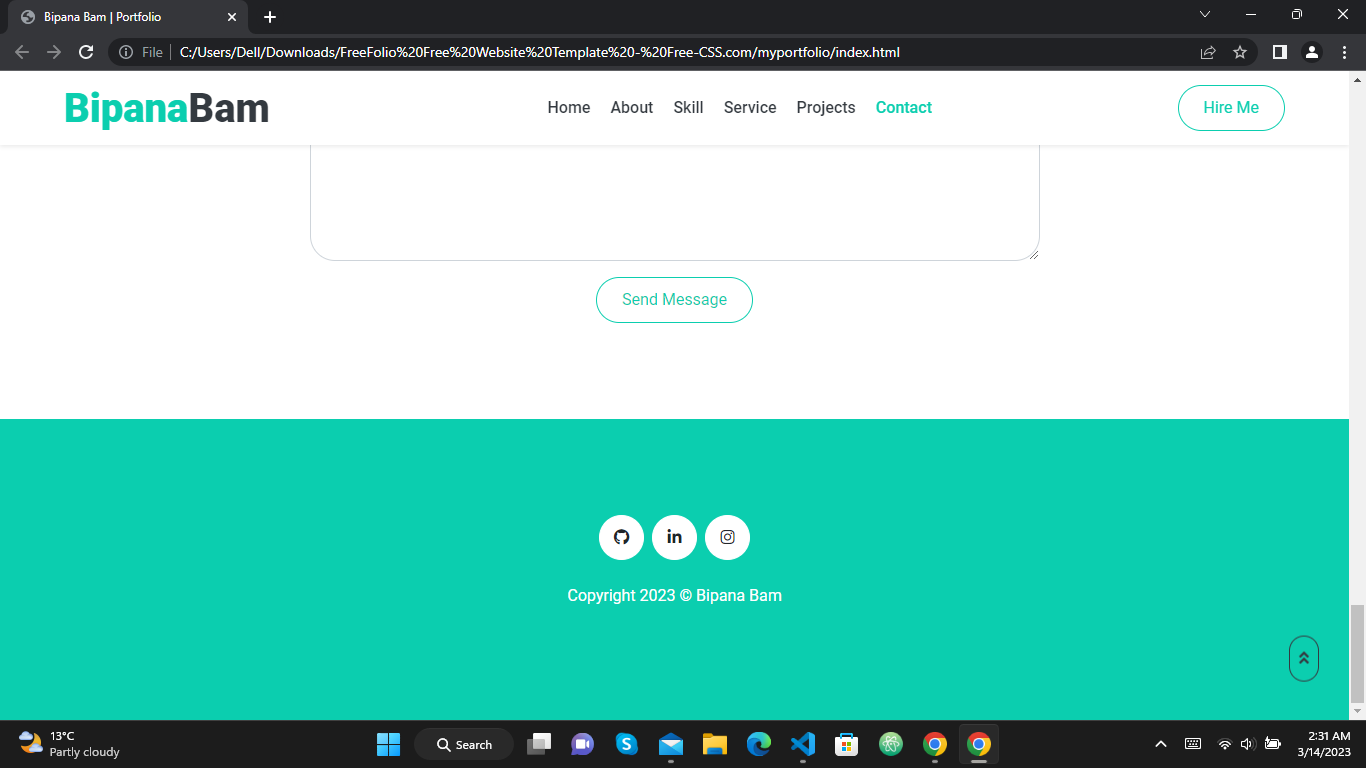 Bipana Bam | Portfolio
File | C:/Users/Dell/Downloads/FreeFolio%20Free%20Website%20Template%20-%20Free-CSS.com/myportfolio/index.html
BipanaBam
Home About Skill Service Projects Contact
Hire Me
Send Message
in
Copyright 2023 © Bipana Bam
13°C
Partly cloudy
Search
2:31 AM
3/14/2023